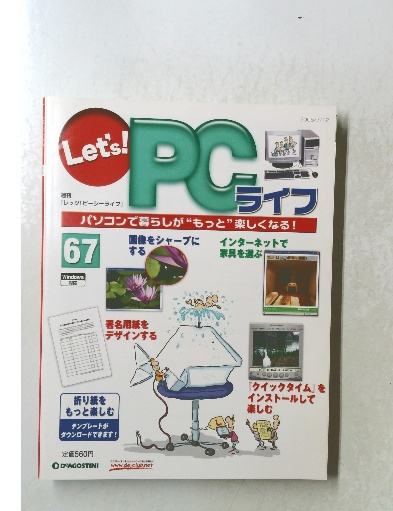 Let's!
PC
ライフ
週刊
「レッツ!ピーシーライフ」
パソコンで暮らしが“もっと”楽しくなる!
67
Windows
対応
画像をシャープに
する
インターネットで
家具を選ぶ
署名用紙を
デザインする
「クイックタイム」を
インストールして
楽しむ
折り紙を
もっと楽しむ
テンプレートが
ダウンロードできます!
定価560円
DeAGOSTINI
www.de-club.net